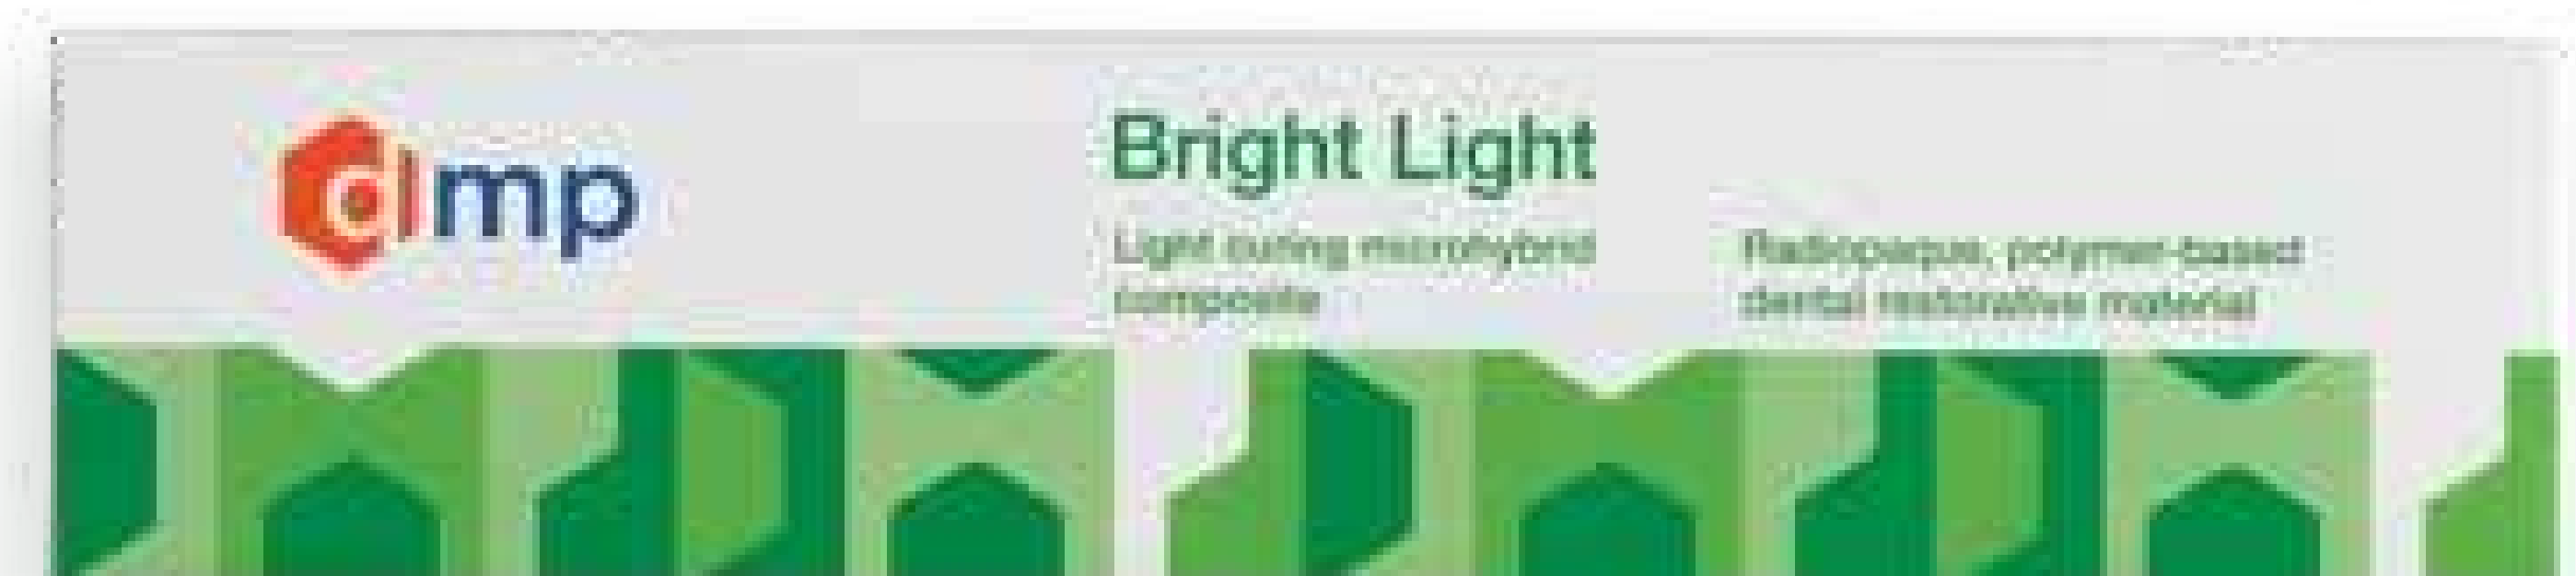 dmp
Bright Light
Light curing microhybrid
composite
Radiopaque, polymer-based
dental restorative material